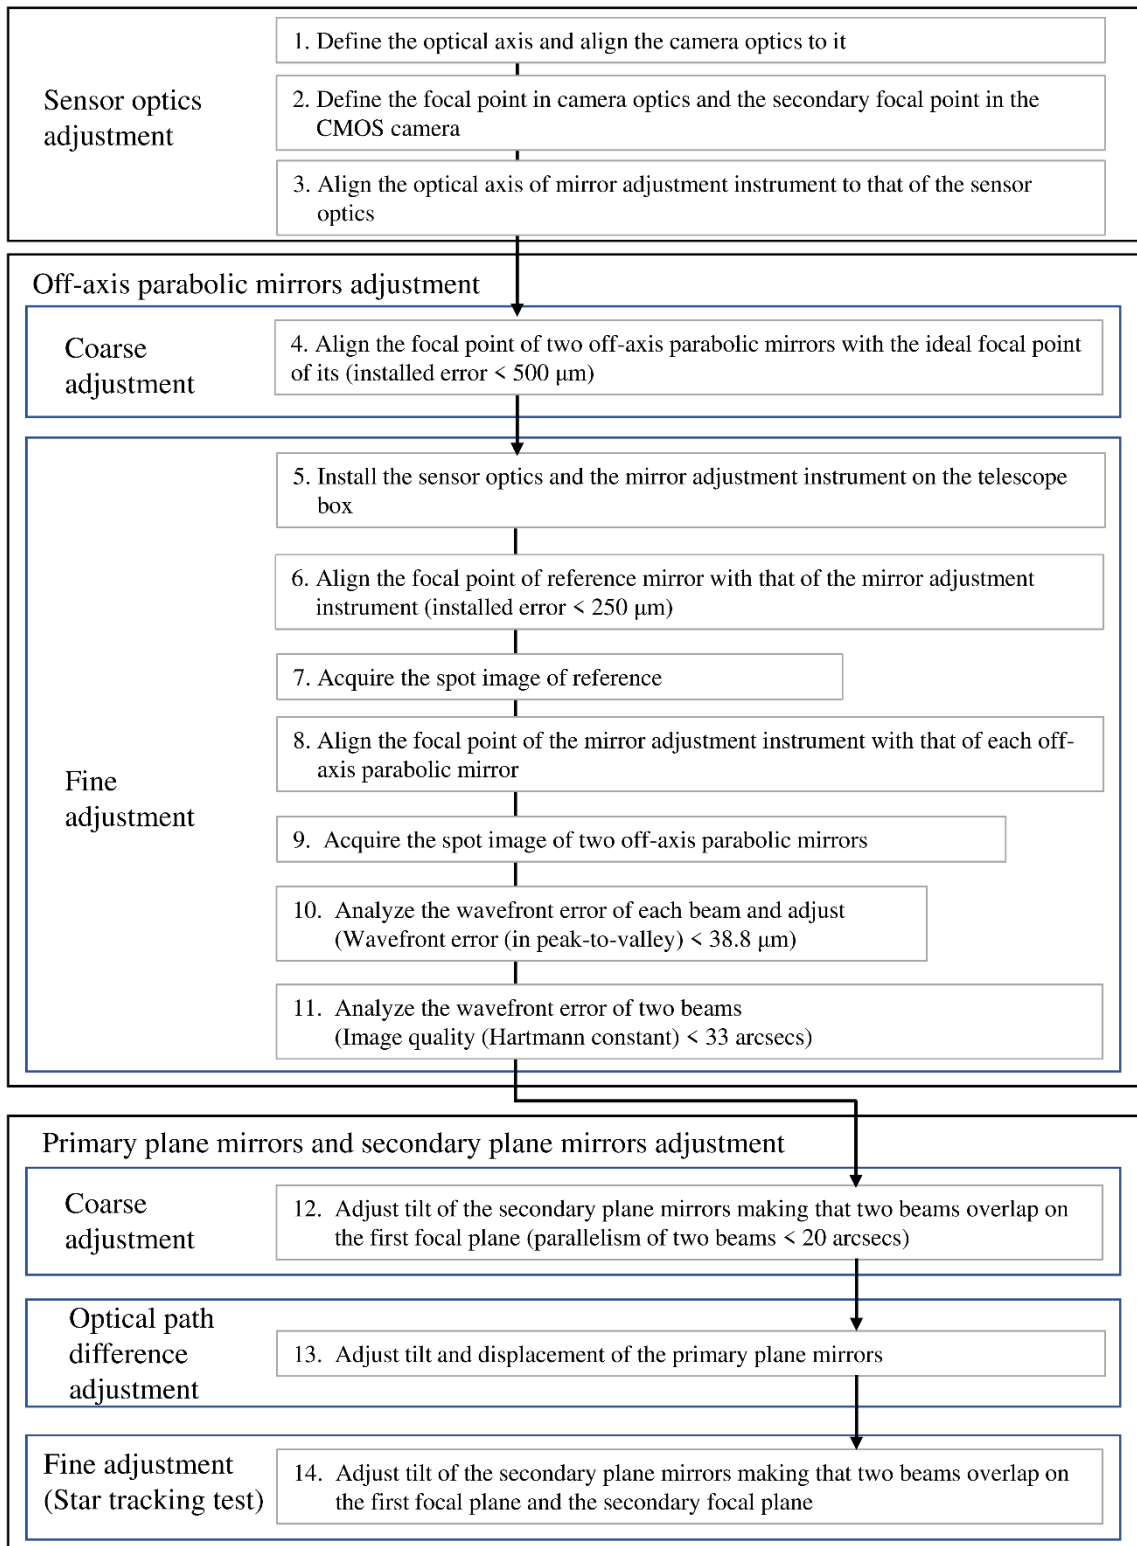 Sensor optics
adjustment
1. Define the optical axis and align the camera optics to it
2. Define the focal point in camera optics and the secondary focal point in the
CMOS camera
3. Align the optical axis of mirror adjustment instrument to that of the sensor
optics
Off-axis parabolic mirrors adjustment
Coarse
adjustment
4. Align the focal point of two off-axis parabolic mirrors with the ideal focal point
of its (installed error < 500 μm)
Fine
adjustment
5. Install the sensor optics and the mirror adjustment instrument on the telescope
box
6. Align the focal point of reference mirror with that of the mirror adjustment
instrument (installed error < 250 μm)
7. Acquire the spot image of reference
8. Align the focal point of the mirror adjustment instrument with that of each off-
axis parabolic mirror
9. Acquire the spot image of two off-axis parabolic mirrors
10. Analyze the wavefront error of each beam and adjust
(Wavefront error (in peak-to-valley) < 38.8 μm)
11. Analyze the wavefront error of two beams
(Image quality (Hartmann constant) < 33 arcsecs)
Primary plane mirrors and secondary plane mirrors adjustment
Coarse
adjustment
12. Adjust tilt of the secondary plane mirrors making that two beams overlap on
the first focal plane (parallelism of two beams < 20 arcsecs)
Optical path
difference
adjustment
13. Adjust tilt and displacement of the primary plane mirrors
Fine adjustment
(Star tracking test)
14. Adjust tilt of the secondary plane mirrors making that two beams overlap on
the first focal plane and the secondary focal plane